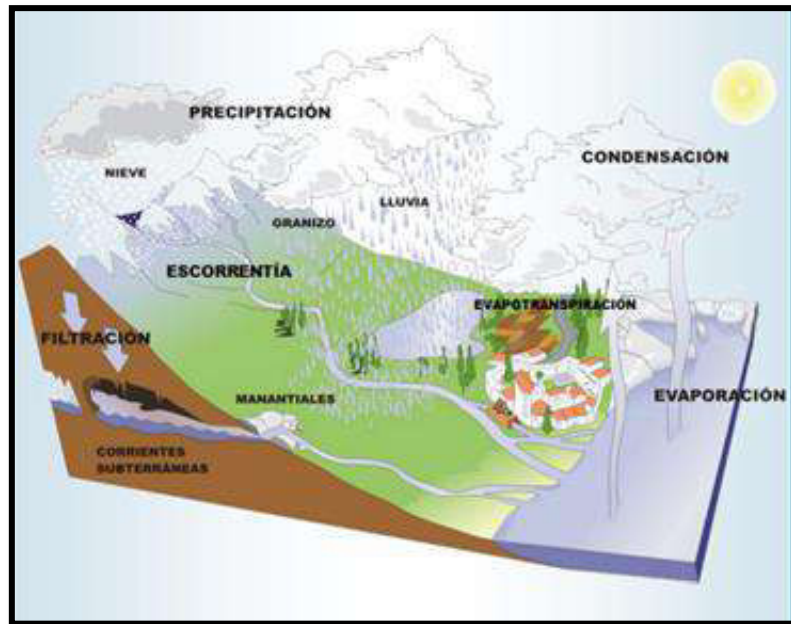 PRECIPITACIÓN
CONDENSACIÓN
NIEVE
LLUVIA
GRANIZO
ESCORRENTÍA
EVAPOTRANSPIRACIÓN
FILTRACIÓN
MANANTIALES
EVAPORACIÓN
CORRIENTES
SUBTERRÁNEAS